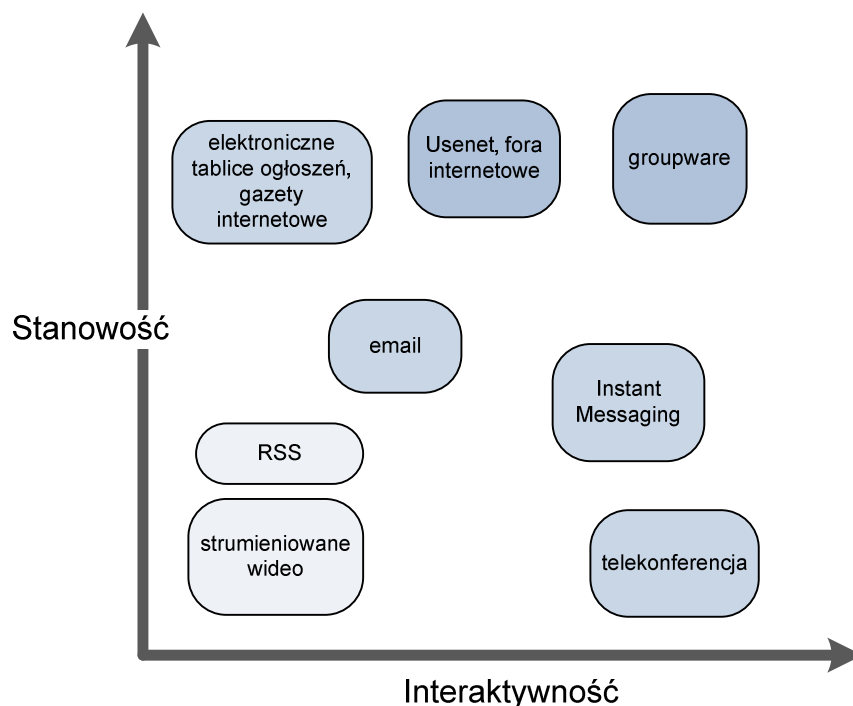 elektroniczne
tablice ogłoszeń,
gazety
internetowe
Usenet, fora
internetowe
groupware
Stanowość
email
Instant
Messaging
RSS
strumieniowane
wideo
telekonferencja
Interaktywność